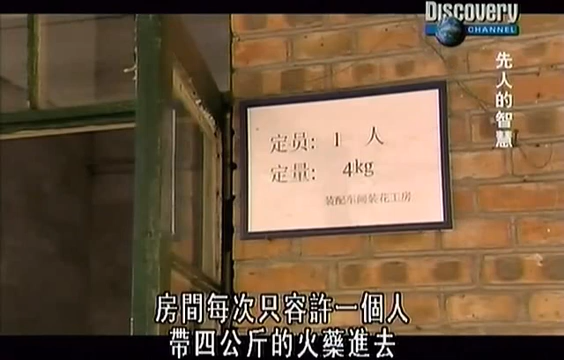 Discovery
CHANNEL
先人的智慧
定员: 1 人
定量: 4kg
装配车间装花工房
房間每次只容許一個人
帶四公斤的火藥進去